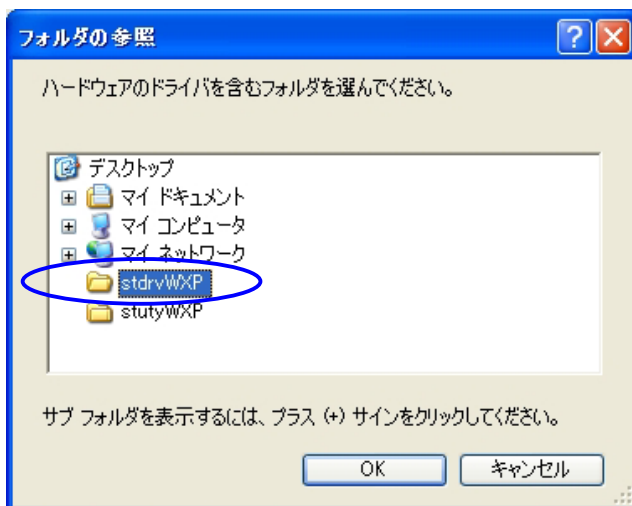 フォルダの参照
ハードウェアのドライバを含むフォルダを選んでください。
デスクトップ
マイ ドキュメント
マイ コンピュータ
マイ ネットワーク
stdrvWXP
stutyWXP
サブ フォルダを表示するには、プラス (+) サインをクリックしてください。
OK キャンセル